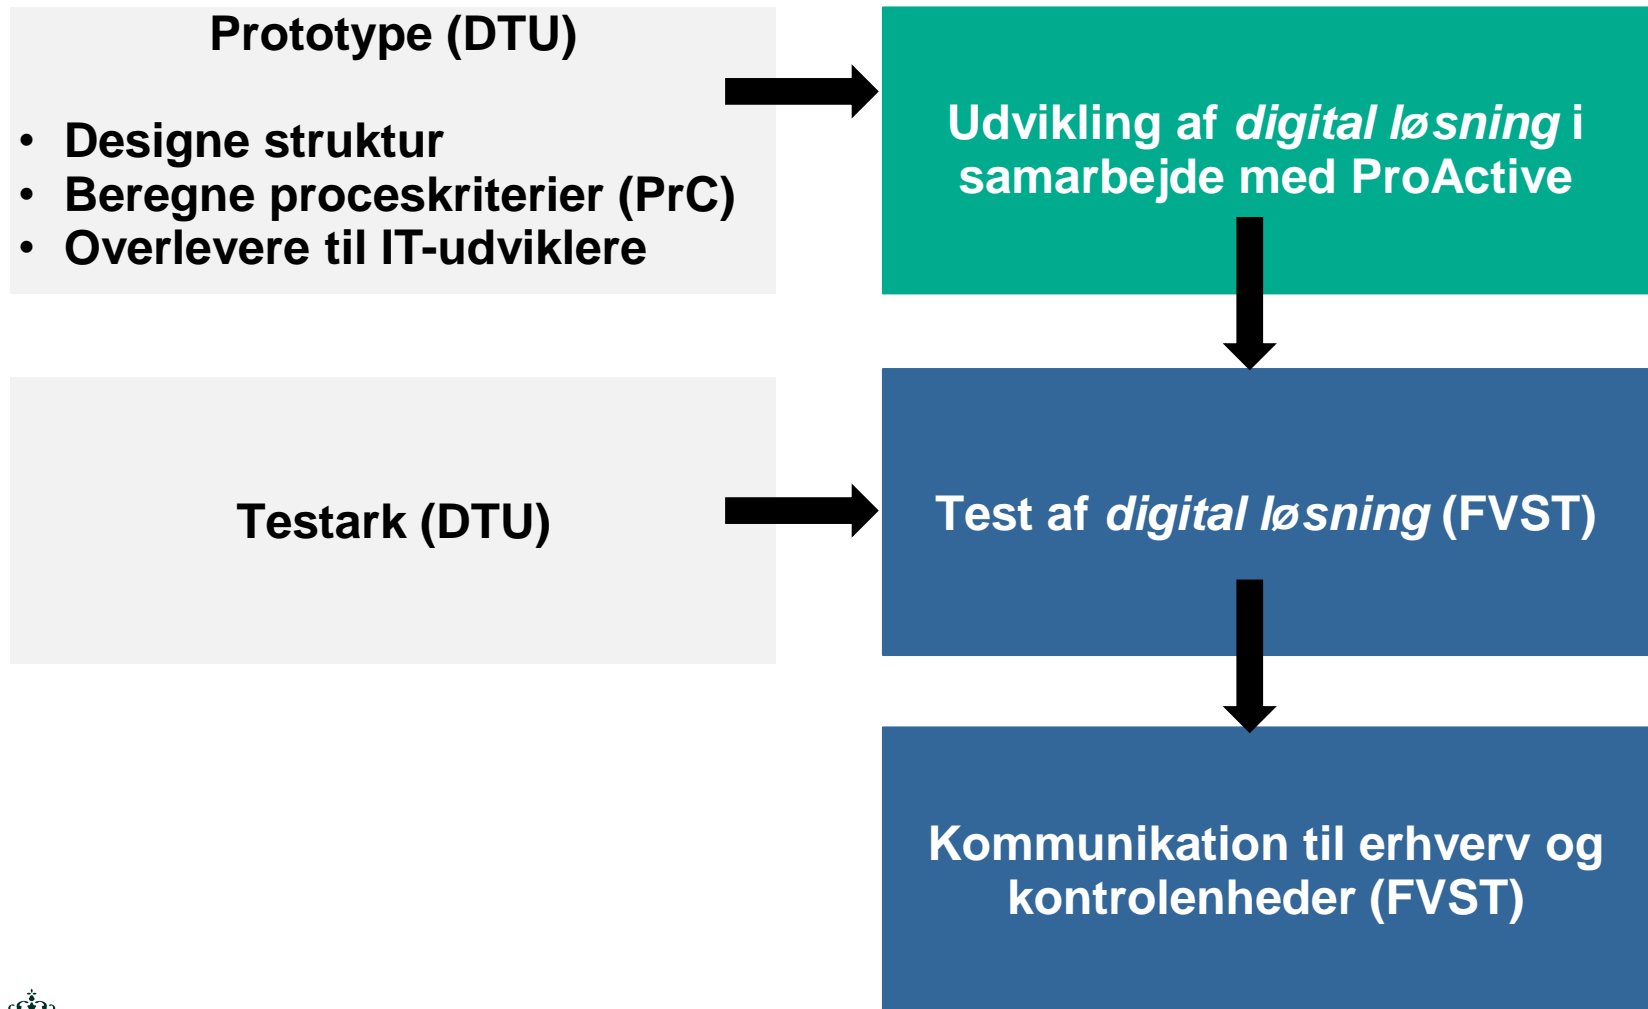 Prototype (DTU)
• Designe struktur
• Beregne proceskriterier (PrC)
• Overlevere til IT-udviklere
Udvikling af digital løsning i
samarbejde med ProActive
Testark (DTU)
Test af digital løsning (FVST)
Kommunikation til erhverv og
kontrolenheder (FVST)